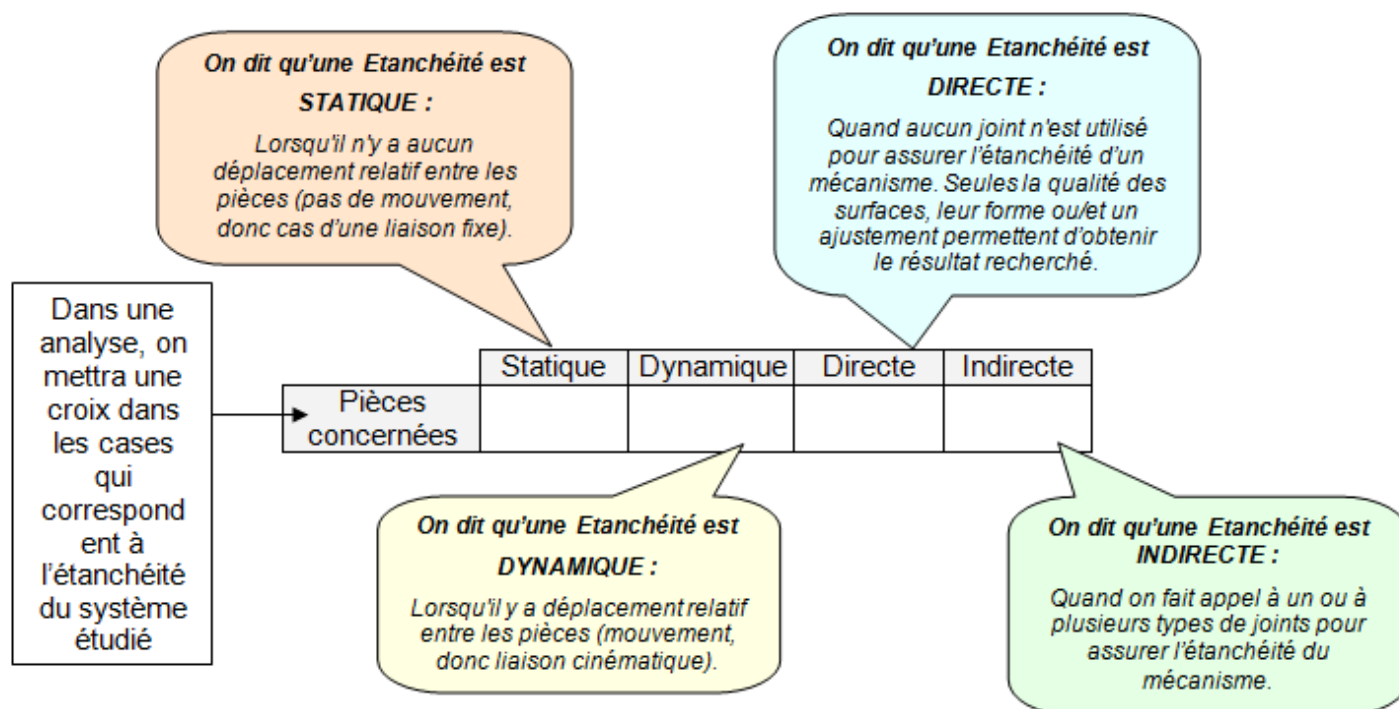 On dit qu'une Etanchéité est
STATIQUE :
Lorsqu'il n'y a aucun
déplacement relatif entre les
pièces (pas de mouvement,
donc cas d'une liaison fixe).
On dit qu'une Etanchéité est
DIRECTE :
Quand aucun joint n'est utilisé
pour assurer l'étanchéité d'un
mécanisme. Seules la qualité des
surfaces, leur forme ou/et un
ajustement permettent d'obtenir
le résultat recherché.
Dans une
analyse, on
mettra une
croix dans
les cases
qui
correspond
ent à
l'étanchéité
du système
étudié
Statique Dynamique Directe Indirecte
Pièces
concernées
On dit qu'une Etanchéité est
DYNAMIQUE :
Lorsqu'il y a déplacement relatif
entre les pièces (mouvement,
donc liaison cinématique).
On dit qu'une Etanchéité est
INDIRECTE :
Quand on fait appel à un ou à
plusieurs types de joints pour
assurer l'étanchéité du
mécanisme.